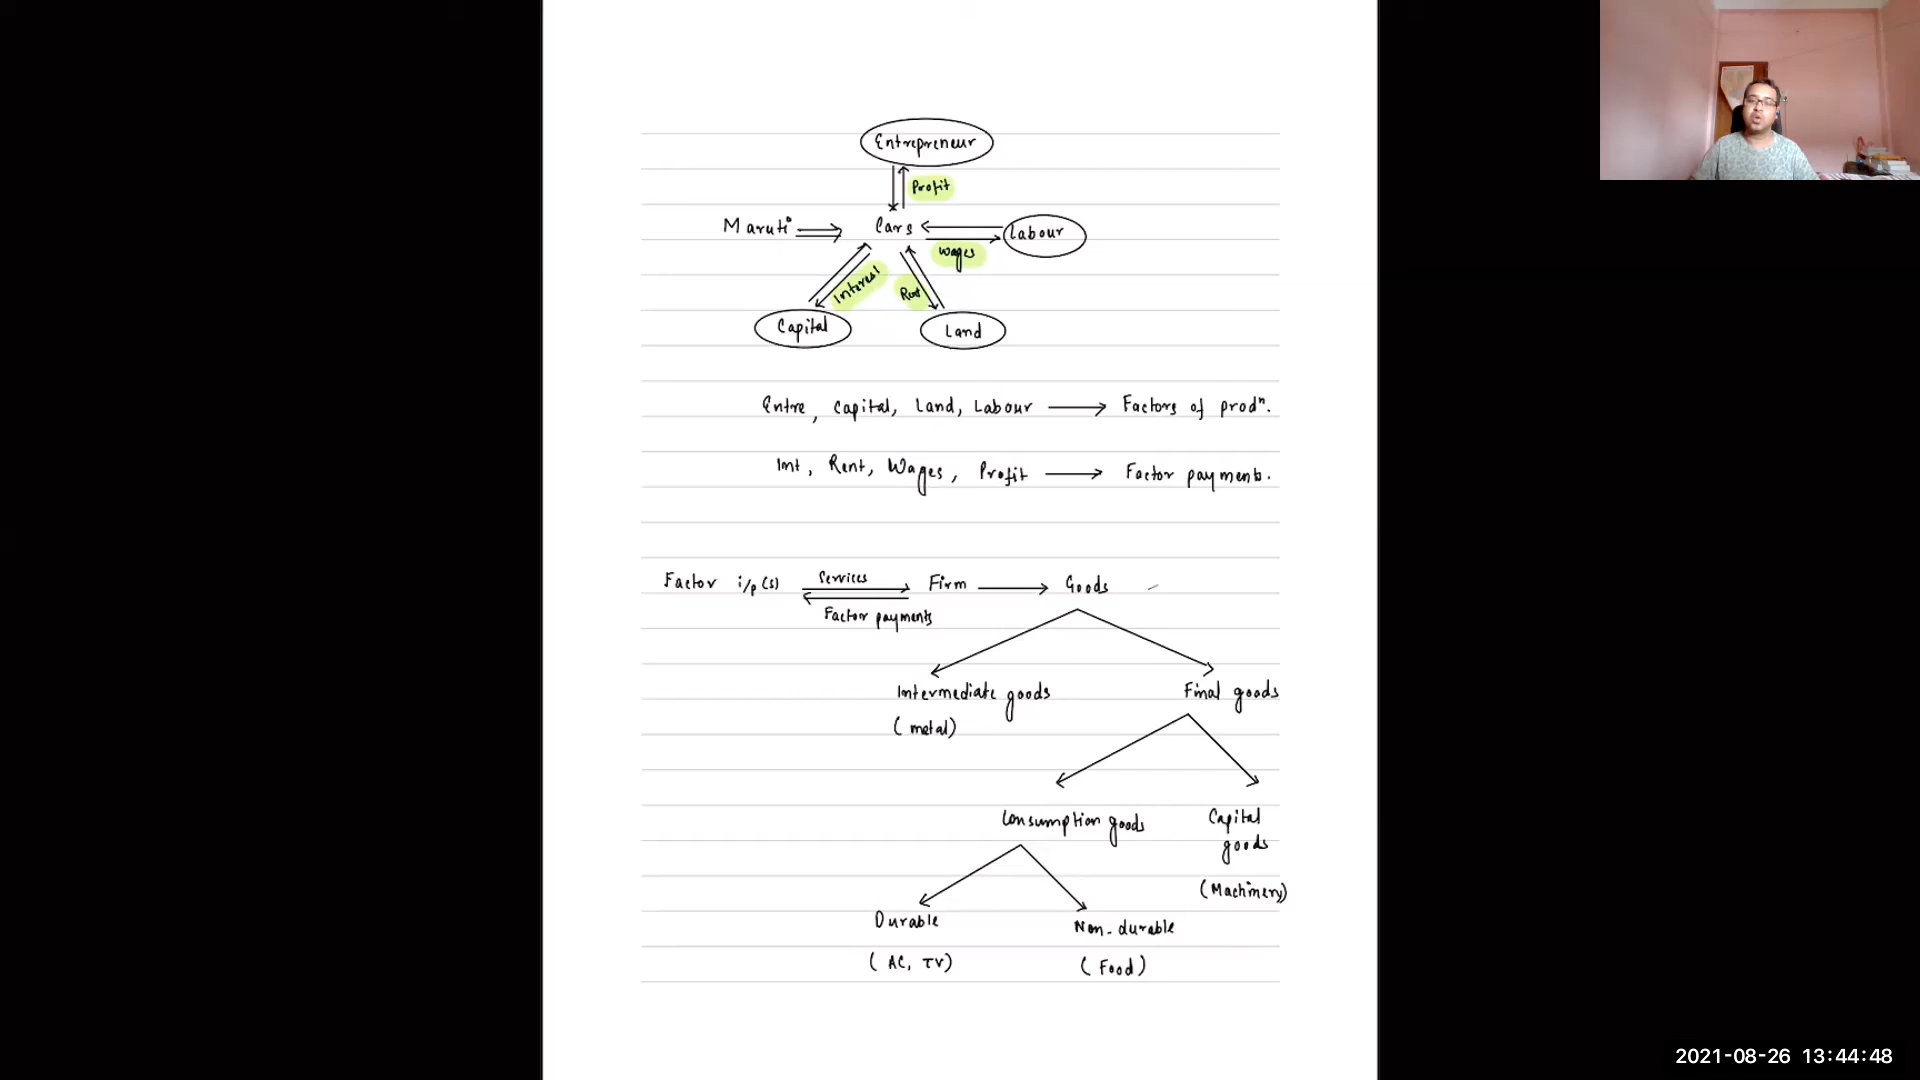 Entrepreneur
Profit
Maruti Cars Labour
Wages
Interest Rent
Capital Land
Entre, Capital, Land, Labour → Factors of prodⁿ.
Int, Rent, Wages, Profit → Factor payments.
Factor i/p(s) Services Firm → Goods
Factor payments
Intermediate goods Final goods
(metal)
Consumption goods Capital goods
(Machinery)
Durable Non-durable
(AC, TV) (Food)
2021-08-26 13:44:48